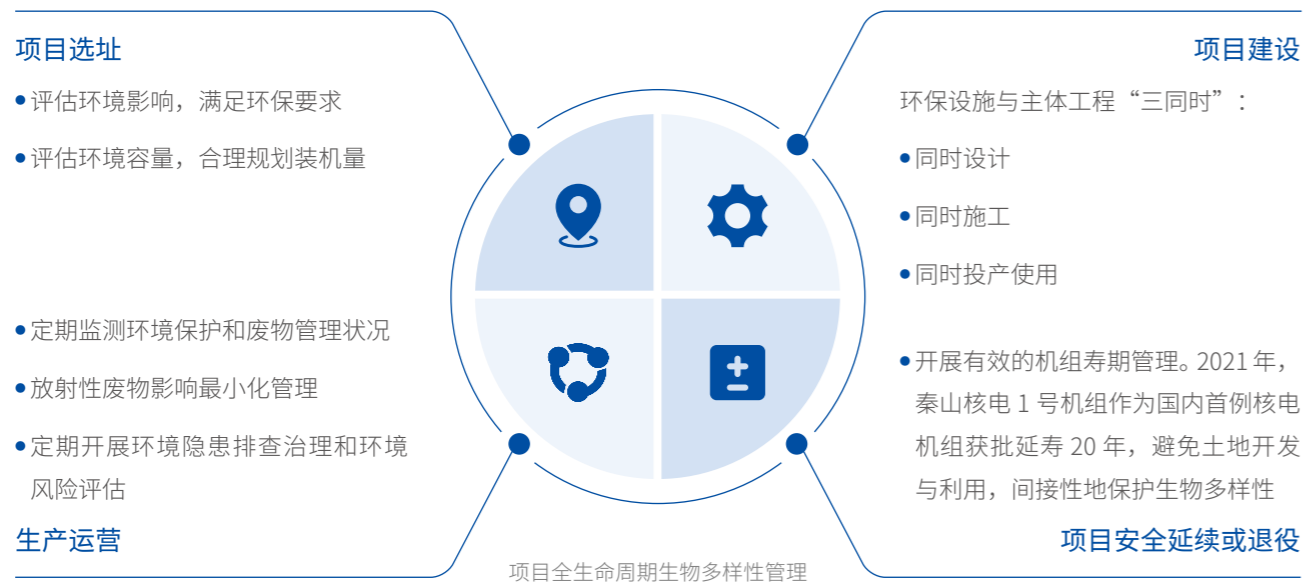 项目选址
●评估环境影响，满足环保要求
●评估环境容量，合理规划装机量
项目建设
环保设施与主体工程“三同时”：
●同时设计
●同时施工
●同时投产使用
●定期监测环境保护和废物管理状况
●放射性废物影响最小化管理
●定期开展环境隐患排查治理和环境
风险评估
生产运营
●开展有效的机组寿期管理。2021 年，
秦山核电 1 号机组作为国内首例核电
机组获批延寿 20 年，避免土地开发
与利用，间接性地保护生物多样性
项目安全延续或退役
项目全生命周期生物多样性管理